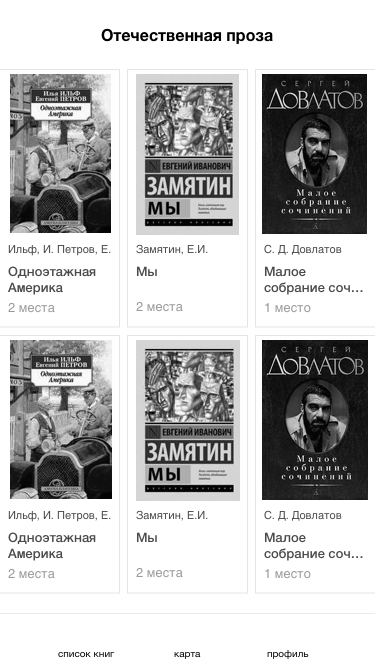 Отечественная проза
Илья ИЛЬФ
Евгений ПЕТРОВ
Одноэтажная
Америка
Ильф, И. Петров, Е.
Одноэтажная
Америка
2 места
ЕВГЕНИЙ ИВАНОВИЧ
ЗАМЯТИН
МЫ
Замятин, Е.И.
Мы
2 места
СЕРГЕЙ
ДОВЛАТОВ
Малое
собрание
сочинений
С. Д. Довлатов
Малое
собрание соч...
1 место
Илья ИЛЬФ
Евгений ПЕТРОВ
Одноэтажная
Америка
Ильф, И. Петров, Е.
Одноэтажная
Америка
2 места
ЕВГЕНИЙ ИВАНОВИЧ
ЗАМЯТИН
МЫ
Замятин, Е.И.
Мы
2 места
СЕРГЕЙ
ДОВЛАТОВ
Малое
собрание
сочинений
С. Д. Довлатов
Малое
собрание соч...
1 место
список книг карта профиль